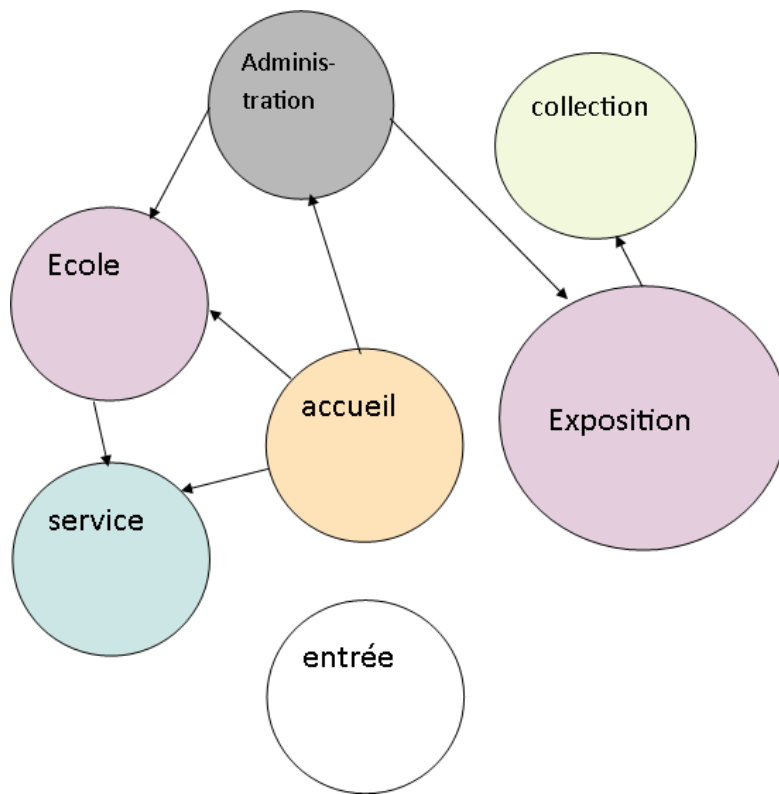 Adminis-
tration
collection
Ecole
accueil
Exposition
service
entrée